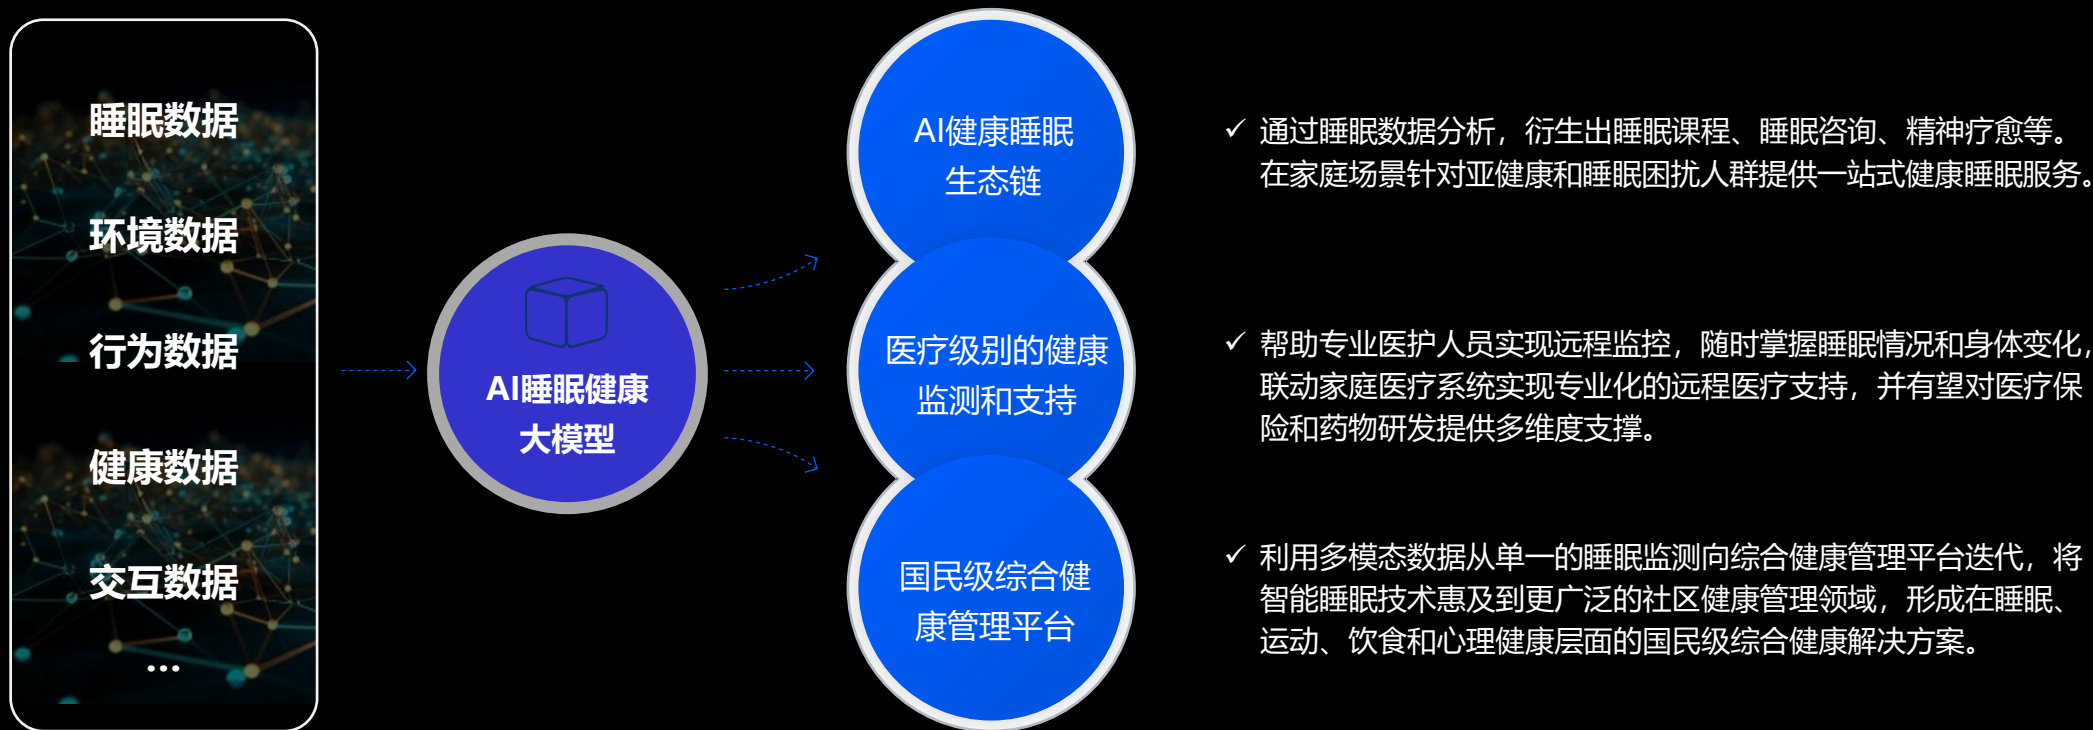 睡眠数据
环境数据
行为数据
健康数据
交互数据
...
AI睡眠健康
大模型
AI健康睡眠
生态链
医疗级别的健康
监测和支持
国民级综合健
康管理平台
✓ 通过睡眠数据分析，衍生出睡眠课程、睡眠咨询、精神疗愈等。
在家庭场景针对亚健康和睡眠困扰人群提供一站式健康睡眠服务。
✓ 帮助专业医护人员实现远程监控，随时掌握睡眠情况和身体变化，
联动家庭医疗系统实现专业化的远程医疗支持，并有望对医疗保
险和药物研发提供多维度支撑。
✓ 利用多模态数据从单一的睡眠监测向综合健康管理平台迭代，将
智能睡眠技术惠及到更广泛的社区健康管理领域，形成在睡眠、
运动、饮食和心理健康层面的国民级综合健康解决方案。